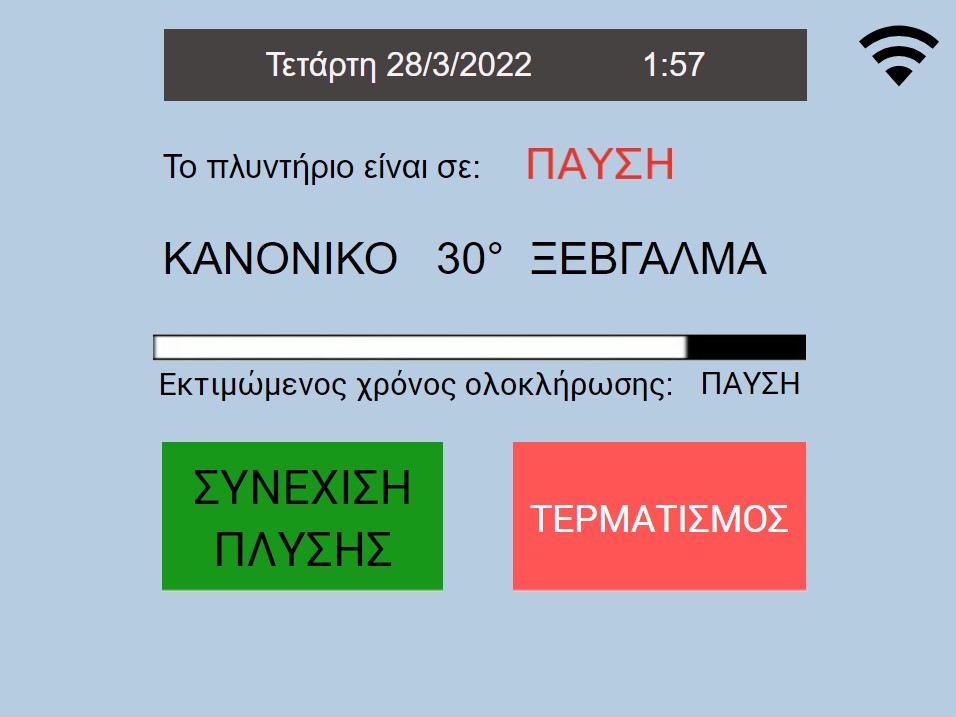 Τετάρτη 28/3/2022 1:57
Το πλυντήριο είναι σε: ΠΑΥΣΗ
ΚΑΝΟΝΙΚΟ 30° ΞΕΒΓΑΛΜΑ
Εκτιμώμενος χρόνος ολοκλήρωσης: ΠΑΥΣΗ
ΣΥΝΕΧΙΣΗ
ΠΛΥΣΗΣ
ΤΕΡΜΑΤΙΣΜΟΣ